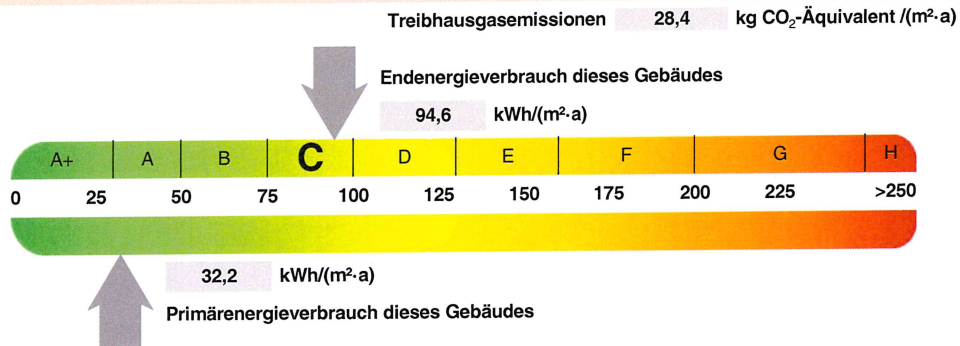 Treibhausgasemissionen 28,4 kg CO₂-Äquivalent /(m²·a)
Endenergieverbrauch dieses Gebäudes
94,6 kWh/(m²·a)
A+ A B C D E F G H
0 25 50 75 100 125 150 175 200 225 >250
32,2 kWh/(m²·a)
Primärenergieverbrauch dieses Gebäudes